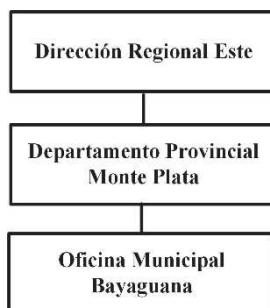 Dirección Regional Este
Departamento Provincial
Monte Plata
Oficina Municipal
Bayaguana